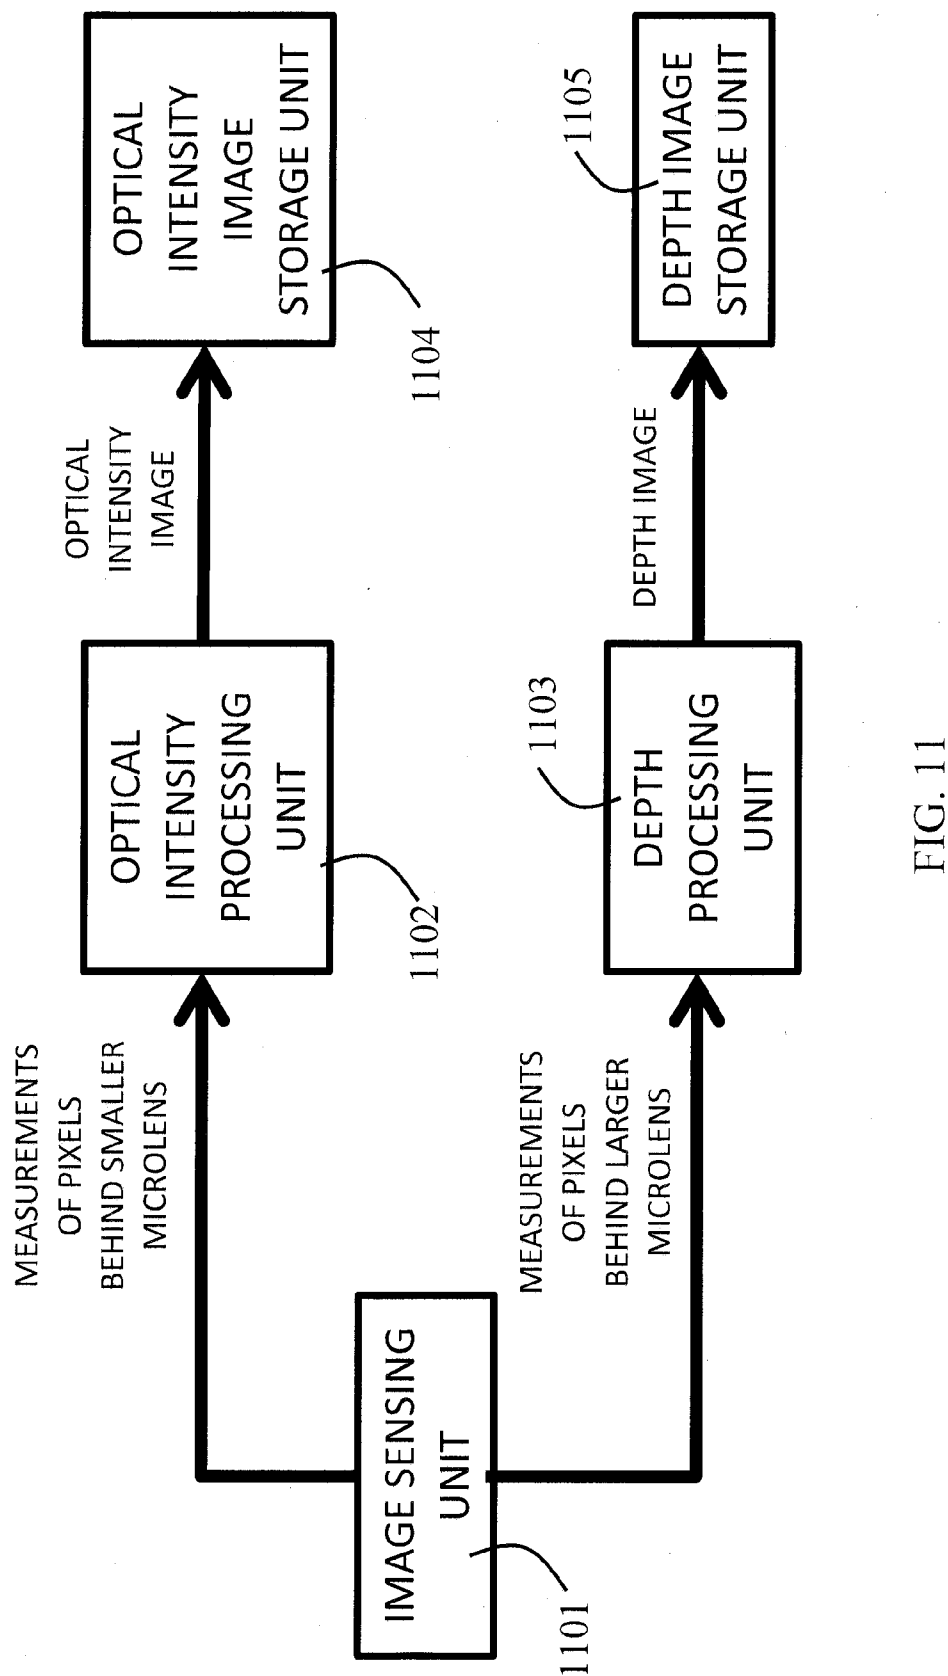 IMAGE SENSING
UNIT
1101
MEASUREMENTS
OF PIXELS
BEHIND SMALLER
MICROLENS
OPTICAL
INTENSITY
PROCESSING
UNIT
1102
OPTICAL
INTENSITY
IMAGE
OPTICAL
INTENSITY
IMAGE
STORAGE UNIT
1104
MEASUREMENTS
OF PIXELS
BEHIND LARGER
MICROLENS
1103
DEPTH
PROCESSING
UNIT
DEPTH IMAGE
1105
DEPTH IMAGE
STORAGE UNIT
FIG. 11